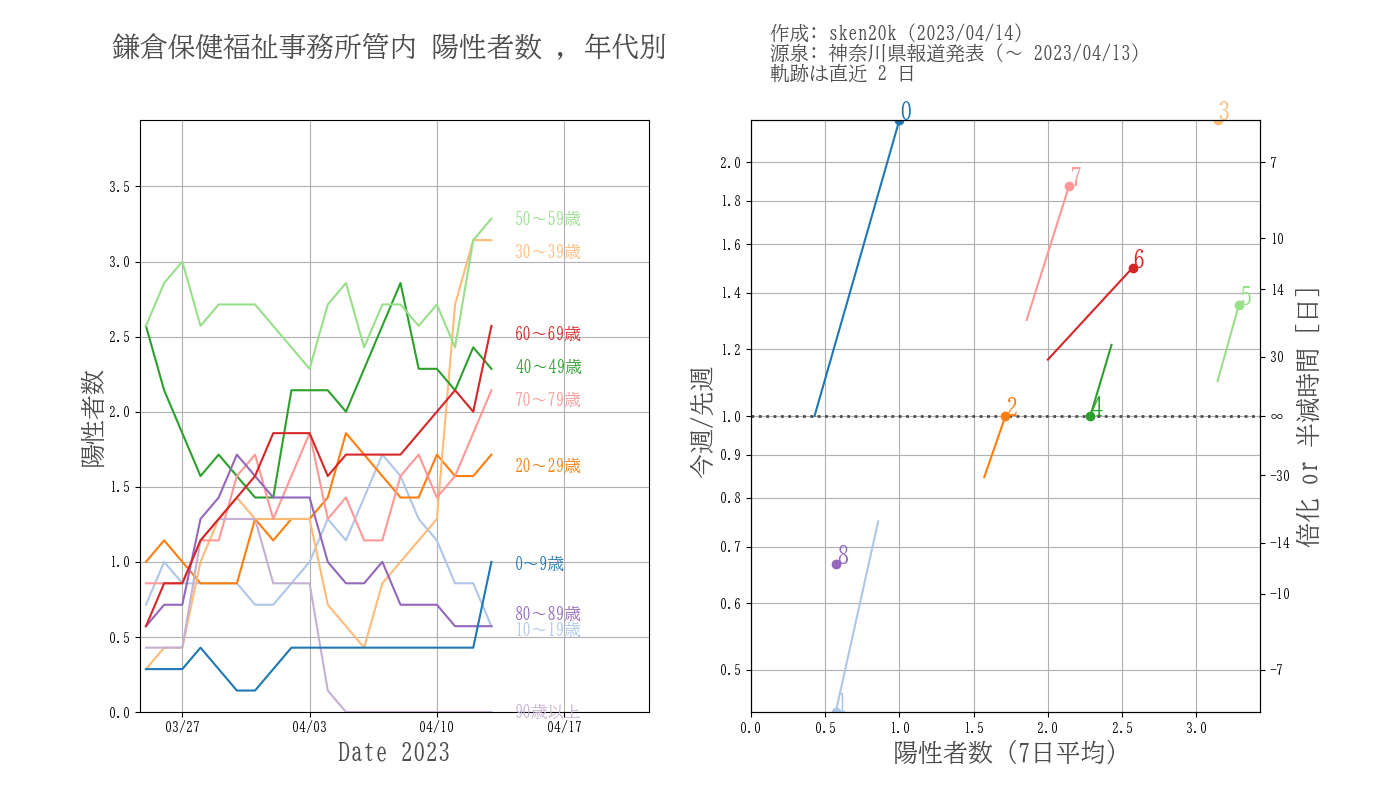 鎌倉保健福祉事務所管内 陽性者数 , 年代別
作成: sken20k (2023/04/14)
源泉: 神奈川県報道発表 (〜 2023/04/13)
軌跡は直近 2 日
陽性者数
3.5
3.0
2.5
2.0
1.5
1.0
0.5
0.0
50〜59歳
30〜39歳
60〜69歳
40〜49歳
70〜79歳
20〜29歳
0〜9歳
80〜89歳
10〜19歳
90歳以上
03/27
04/03
04/10
04/17
Date 2023
今週/先週
2.0
1.8
1.6
1.4
1.2
1.0
0.9
0.8
0.7
0.6
0.5
0
3
7
6
5
2
4
8
1
7
10
14
30
∞
−30
−14
−10
−7
倍化 or 半減時間 [日]
0.0
0.5
1.0
1.5
2.0
2.5
3.0
陽性者数 (7日平均)